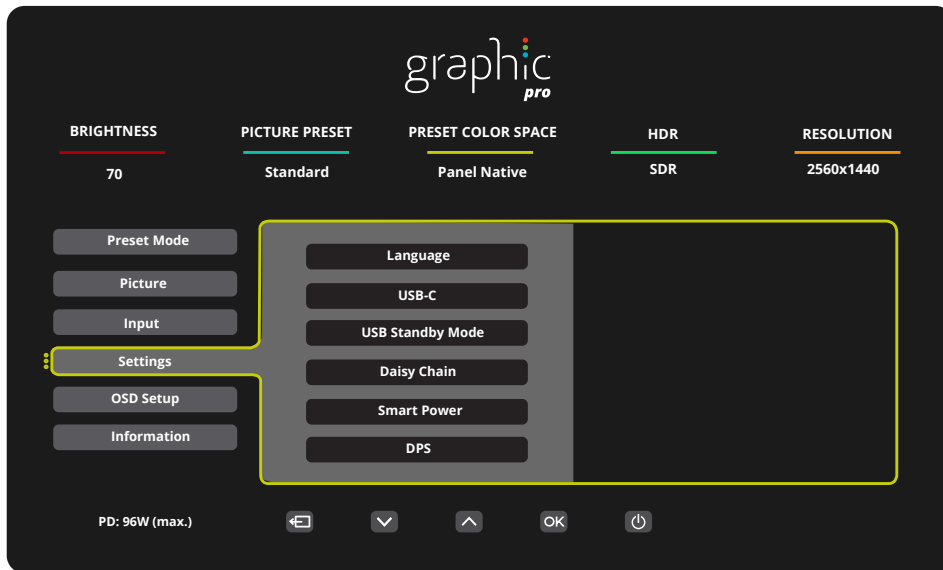 graphic
pro
BRIGHTNESS
PICTURE PRESET
PRESET COLOR SPACE
HDR
RESOLUTION
70
Standard
Panel Native
SDR
2560x1440
Preset Mode
Picture
Input
Settings
OSD Setup
Information
Language
USB-C
USB Standby Mode
Daisy Chain
Smart Power
DPS
PD: 96W (max.)
OK